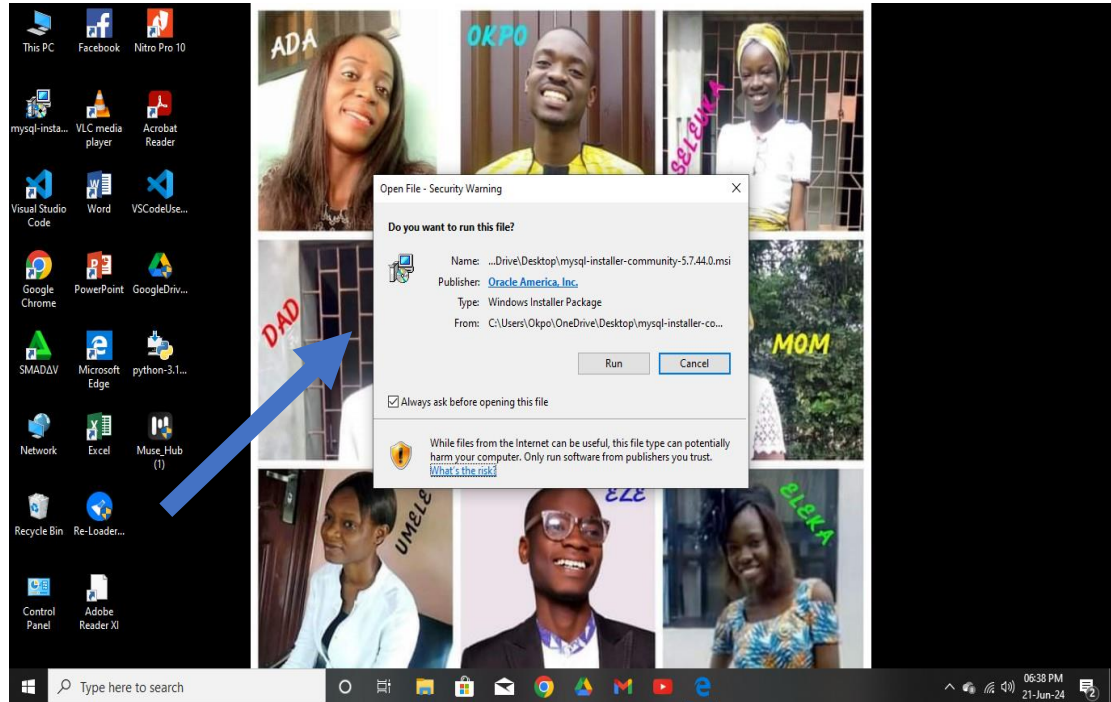 This PC
Facebook
Nitro Pro 10
mysql-insta...
VLC media
player
Acrobat
Reader
Visual Studio
Code
Word
VSCodeUse...
Google
Chrome
PowerPoint
GoogleDriv...
SMADΔV
Microsoft
Edge
python-3.1...
Network
Excel
Muse_Hub
(1)
Recycle Bin
Re-Loader...
Control
Panel
Adobe
Reader XI
ADA
OKPO
SELEUKA
DAD
MOM
UMELE
EZE
ELEKA
Open File - Security Warning
Do you want to run this file?
Name: ...Drive\Desktop\mysql-installer-community-5.7.44.0.msi
Publisher: Oracle America, Inc.
Type: Windows Installer Package
From: C:\Users\Okpo\OneDrive\Desktop\mysql-installer-co...
Run Cancel
Always ask before opening this file
While files from the Internet can be useful, this file type can potentially
harm your computer. Only run software from publishers you trust.
What's the risk?
Type here to search
06:38 PM
21-Jun-24
2